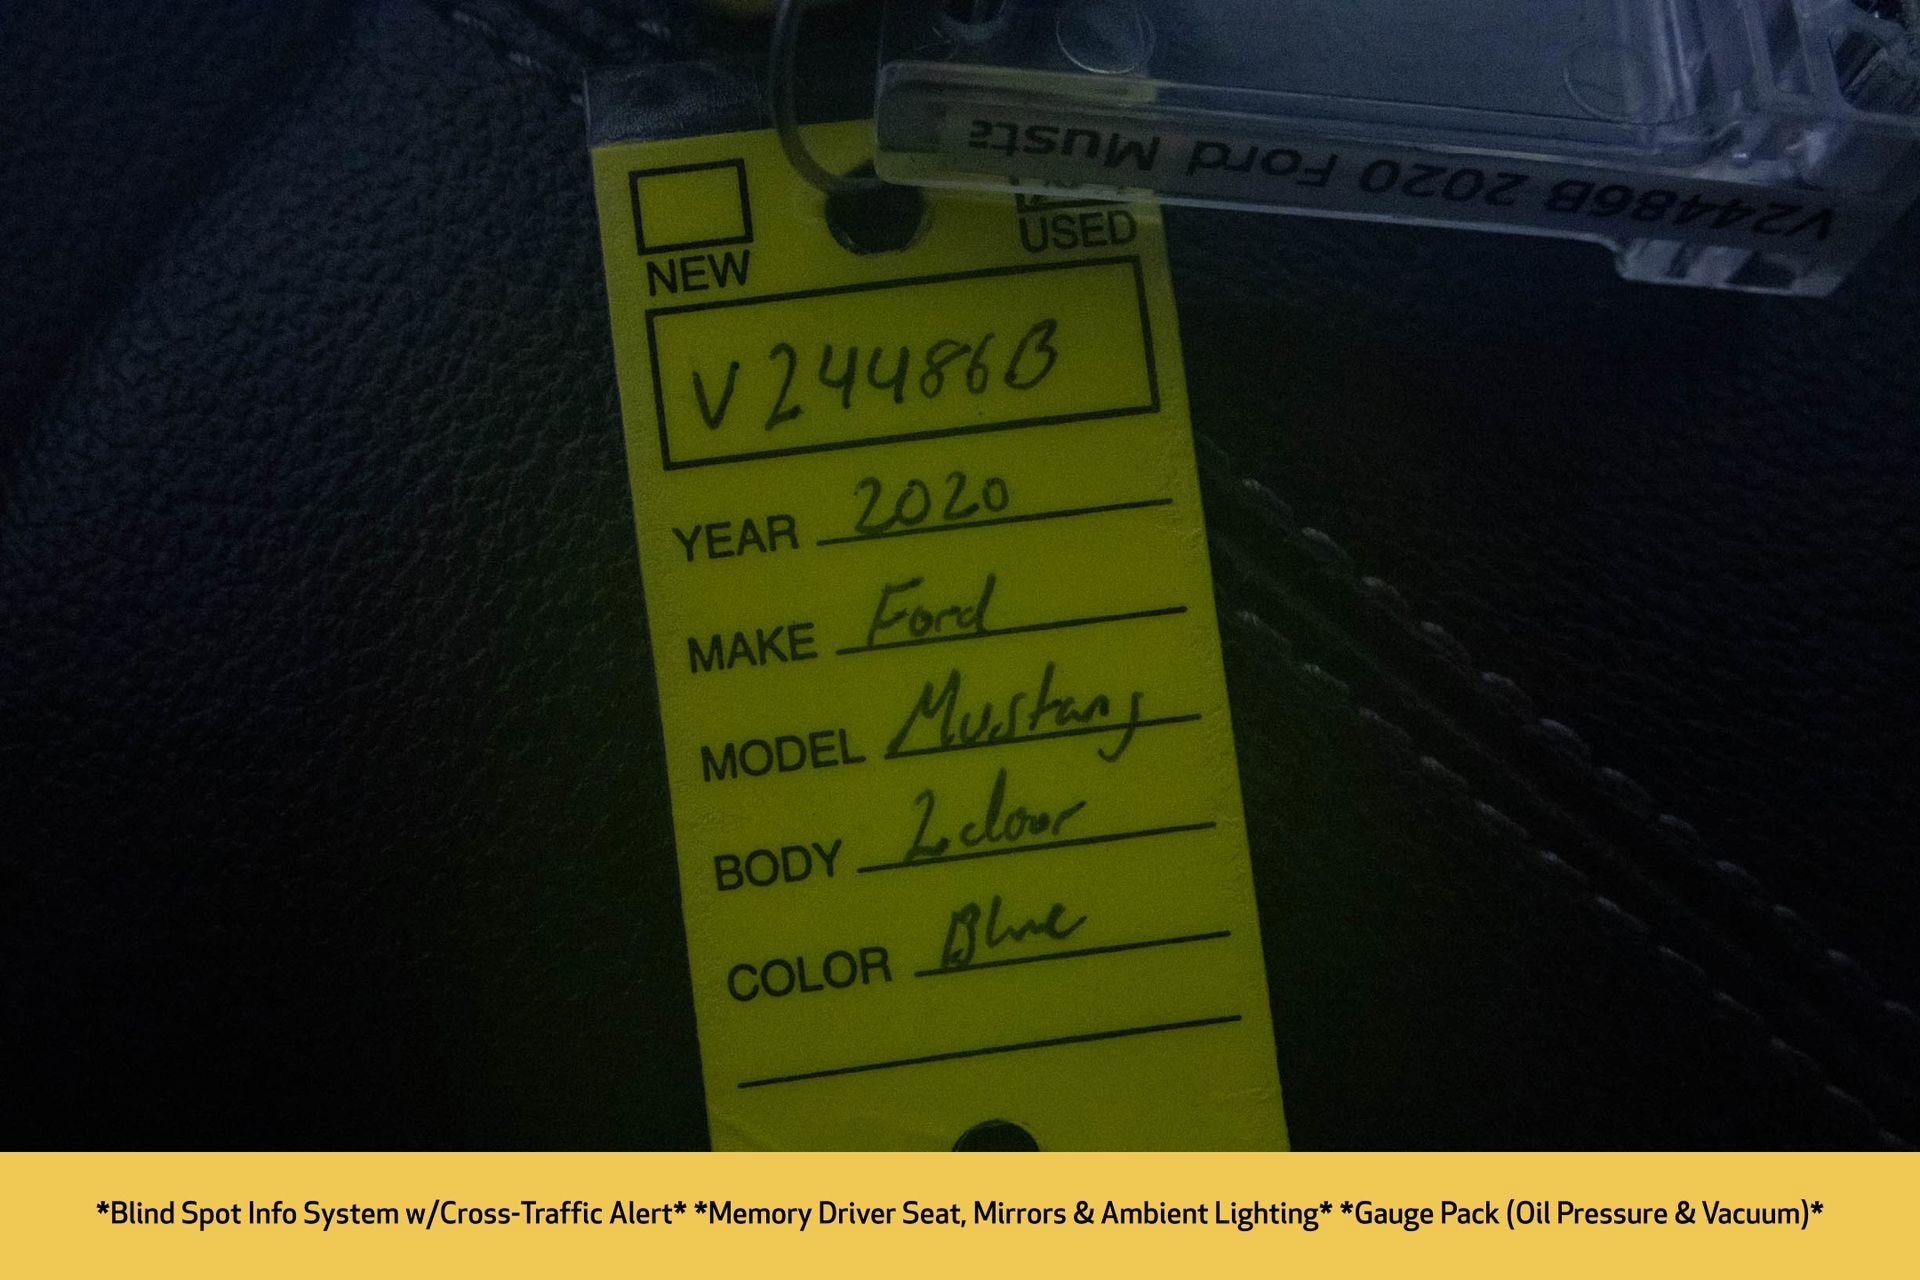 V24486B 2020 Ford
NEW
USED
V24486B
YEAR 2020
MAKE Ford
MODEL Mustang
BODY 2door
COLOR Blue
*Blind Spot Info System w/Cross-Traffic Alert* *Memory Driver Seat, Mirrors & Ambient Lighting* *Gauge Pack (Oil Pressure & Vacuum)*